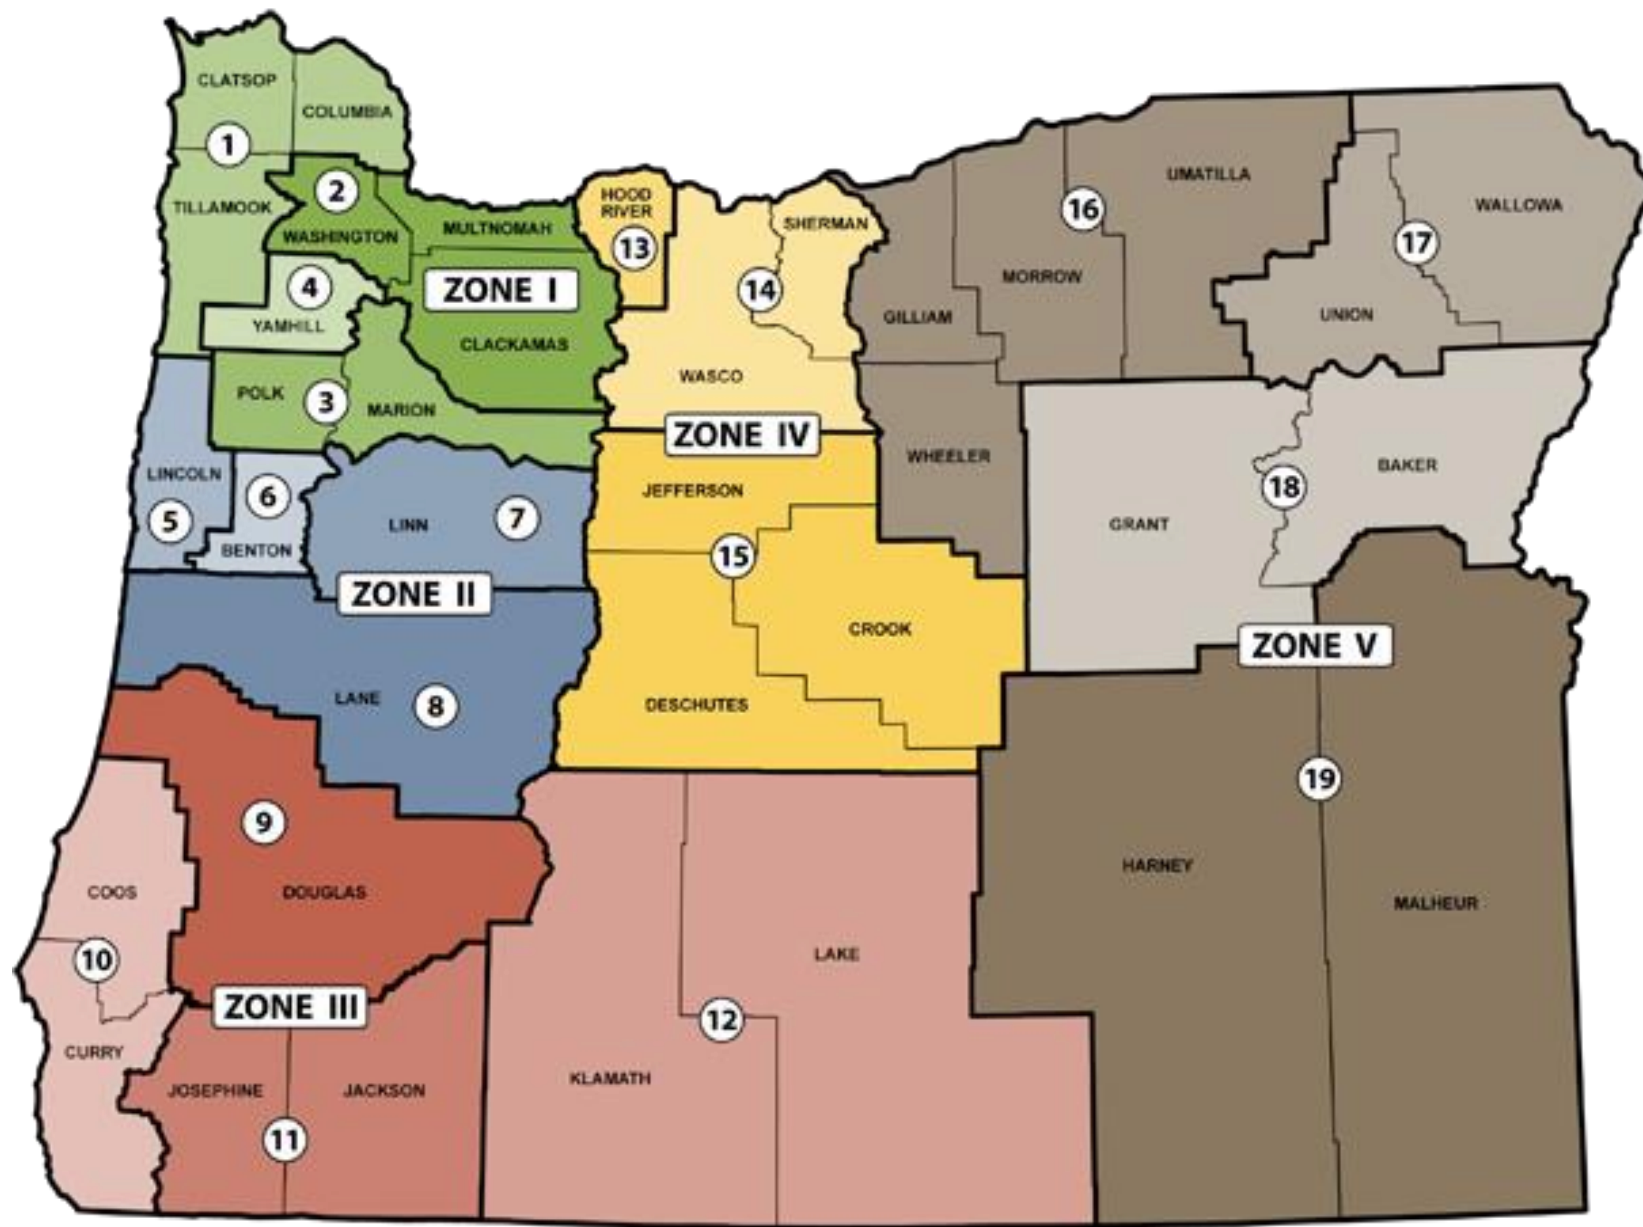 CLATSOP
COLUMBIA
1
2
TILLAMOOK
WASHINGTON
MULTNOMAH
ZONE I
4
YAMHILL
CLACKAMAS
POLK
3
MARION
HOOD
RIVER
13
SHERMAN
14
WASCO
ZONE IV
JEFFERSON
15
CROOK
DESCHUTES
UMATILLA
16
MORROW
GILLIAM
WHEELER
WALLOWA
17
UNION
BAKER
18
GRANT
ZONE V
19
HARNEY
MALHEUR
LINCOLN
5
6
BENTON
LINN
7
ZONE II
LANE
8
9
DOUGLAS
COOS
10
CURRY
ZONE III
JOSEPHINE
JACKSON
11
KLAMATH
12
LAKE